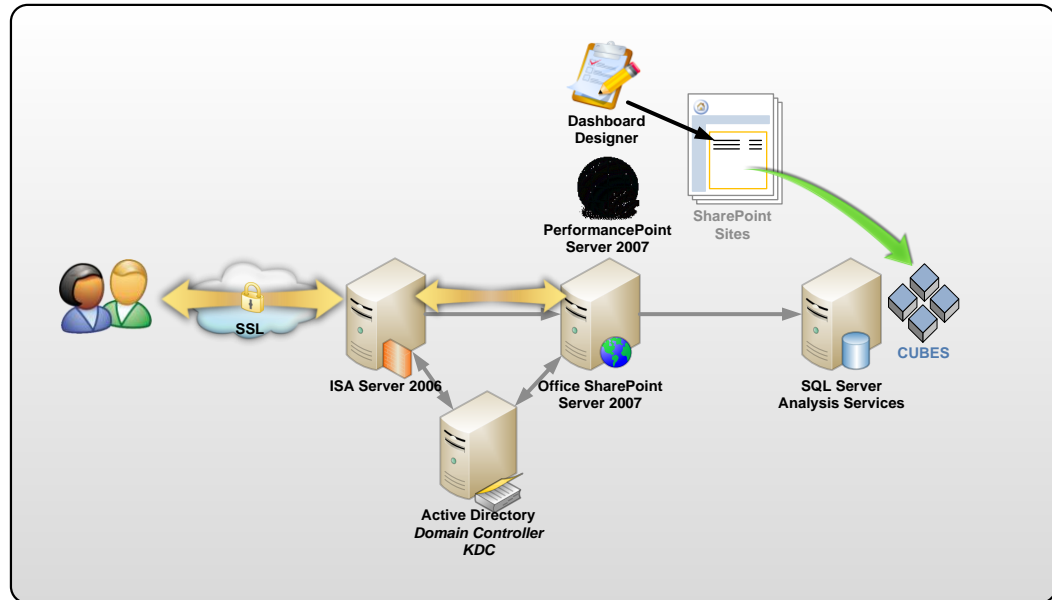 Dashboard
Designer
PerformancePoint
Server 2007
SharePoint
Sites
SSL
CUBES
ISA Server 2006
Office SharePoint
Server 2007
SQL Server
Analysis Services
Active Directory
Domain Controller
KDC